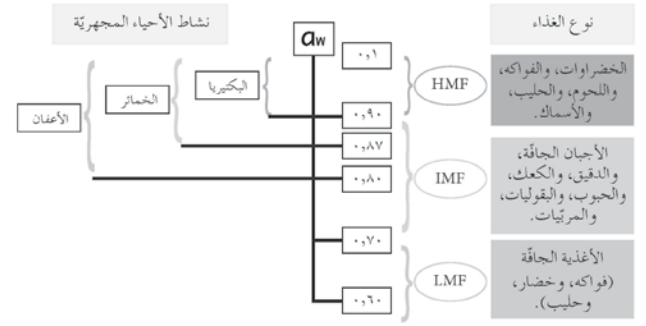 نوع الغذاء
نشاط الأحياء المجهريّة
aw
٠,١
HMF
الخضراوات، والفواكه،
واللحوم، والحليب،
والأسماك.
البكتيريا
الخمائر
الأعفان
٠,٩٠
٠,٨٧
IMF
الأجبان الجافّة،
والدقيق، والكعك،
والحبوب، والبقوليات،
والمربّيات.
٠,٨٠
٠,٧٠
LMF
الأغذية الجافّة
(فواكه، وخضار،
وحليب).
٠,٦٠